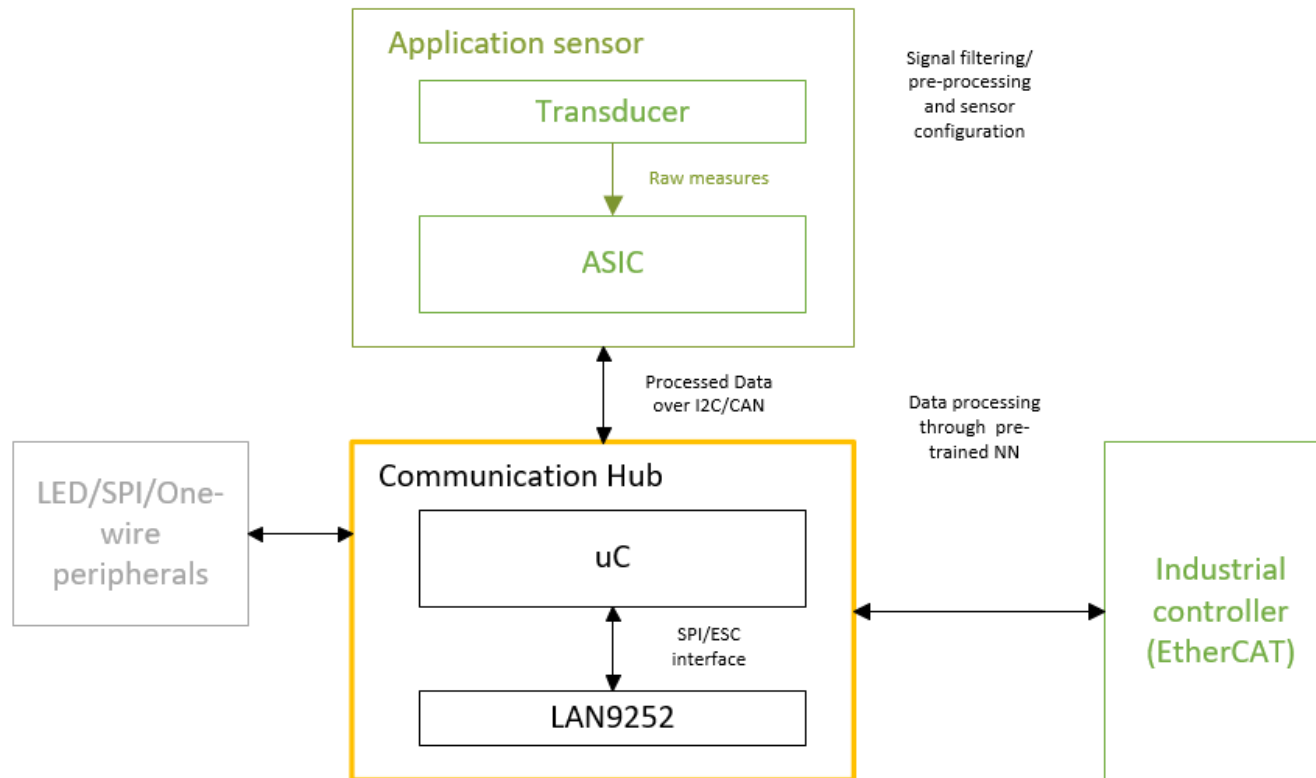 Application sensor
Transducer
Raw measures
ASIC
Signal filtering/
pre-processing
and sensor
configuration
Processed Data
over I2C/CAN
Data processing
through pre-
trained NN
LED/SPI/One-
wire
peripherals
Communication Hub
uC
SPI/ESC
interface
LAN9252
Industrial
controller
(EtherCAT)